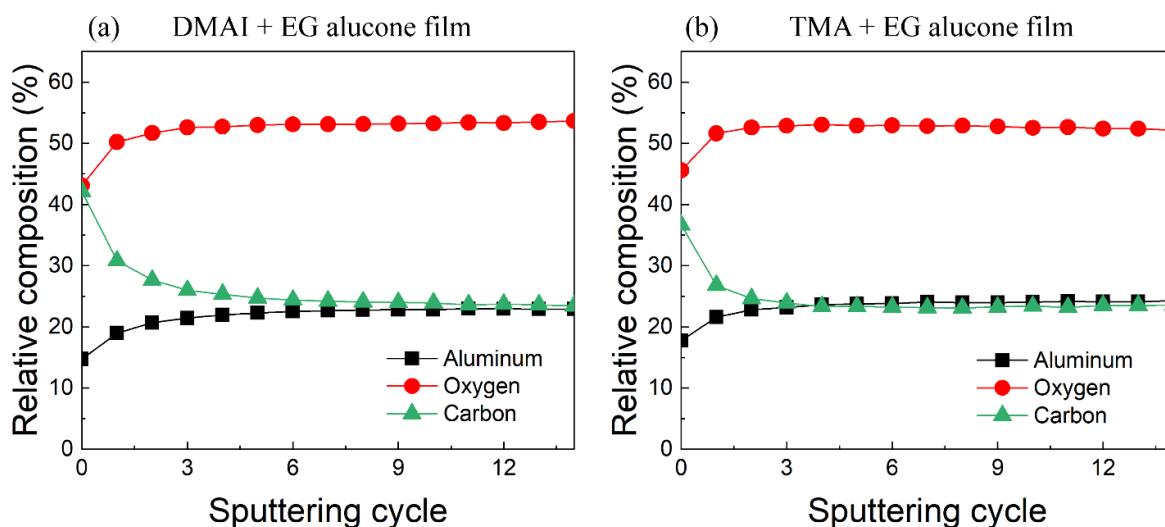 (a) DMAI + EG alucone film
Relative composition (%)
60
50
40
30
20
10
0
Aluminum
Oxygen
Carbon
0 3 6 9 12
Sputtering cycle
(b) TMA + EG alucone film
Relative composition (%)
60
50
40
30
20
10
0
Aluminum
Oxygen
Carbon
0 3 6 9 12
Sputtering cycle